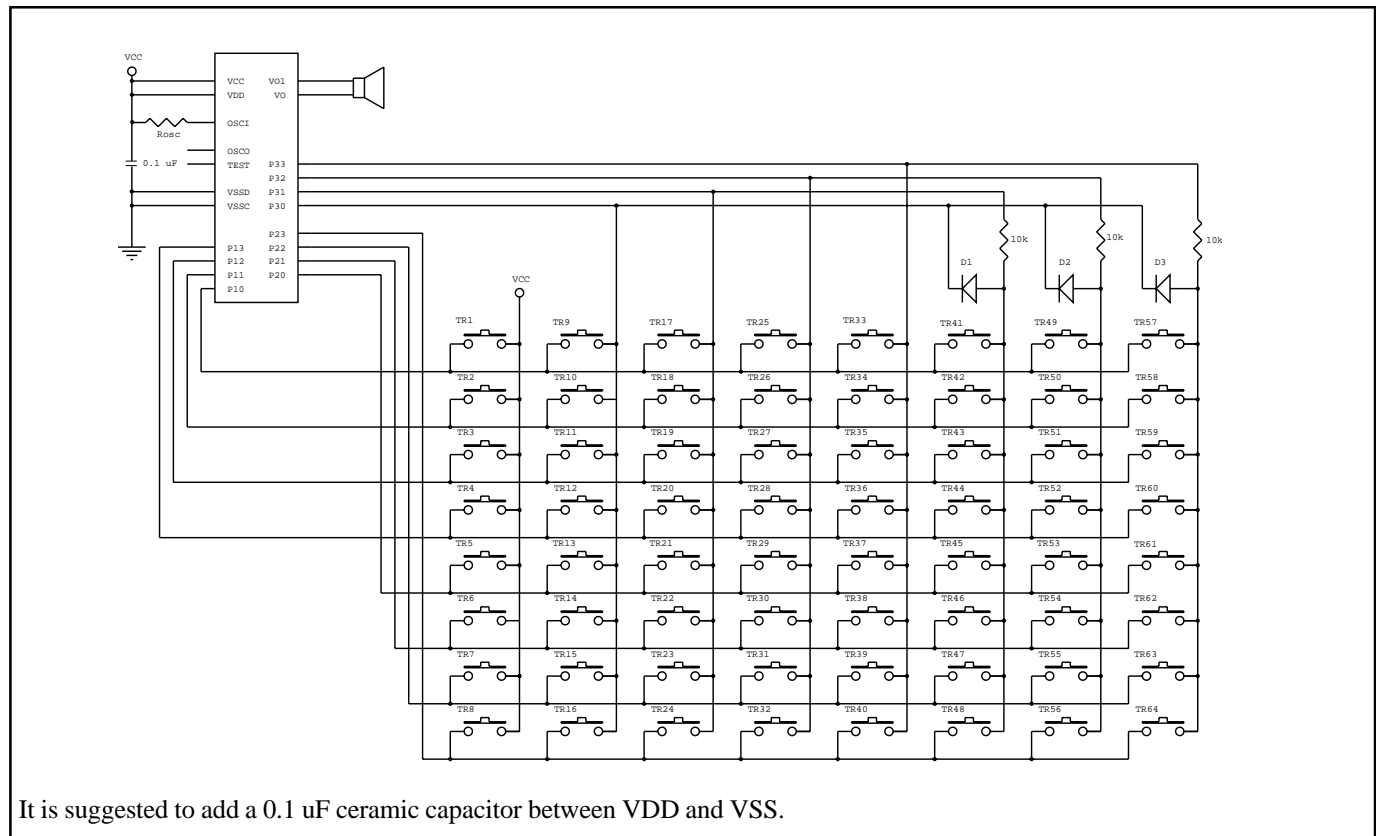 VCC
VCC VO1
VDD VO
OSCI
Rosc
OSCO
0.1 uF TEST P33
P32
VSSD P31
VSSC P30
P23
P13 P22
P12 P21
P11 P20
P10
10k 10k 10k
D1 D2 D3
VCC
TR1 TR9 TR17 TR25 TR33 TR41 TR49 TR57
TR2 TR10 TR18 TR26 TR34 TR42 TR50 TR58
TR3 TR11 TR19 TR27 TR35 TR43 TR51 TR59
TR4 TR12 TR20 TR28 TR36 TR44 TR52 TR60
TR5 TR13 TR21 TR29 TR37 TR45 TR53 TR61
TR6 TR14 TR22 TR30 TR38 TR46 TR54 TR62
TR7 TR15 TR23 TR31 TR39 TR47 TR55 TR63
TR8 TR16 TR24 TR32 TR40 TR48 TR56 TR64
It is suggested to add a 0.1 uF ceramic capacitor between VDD and VSS.